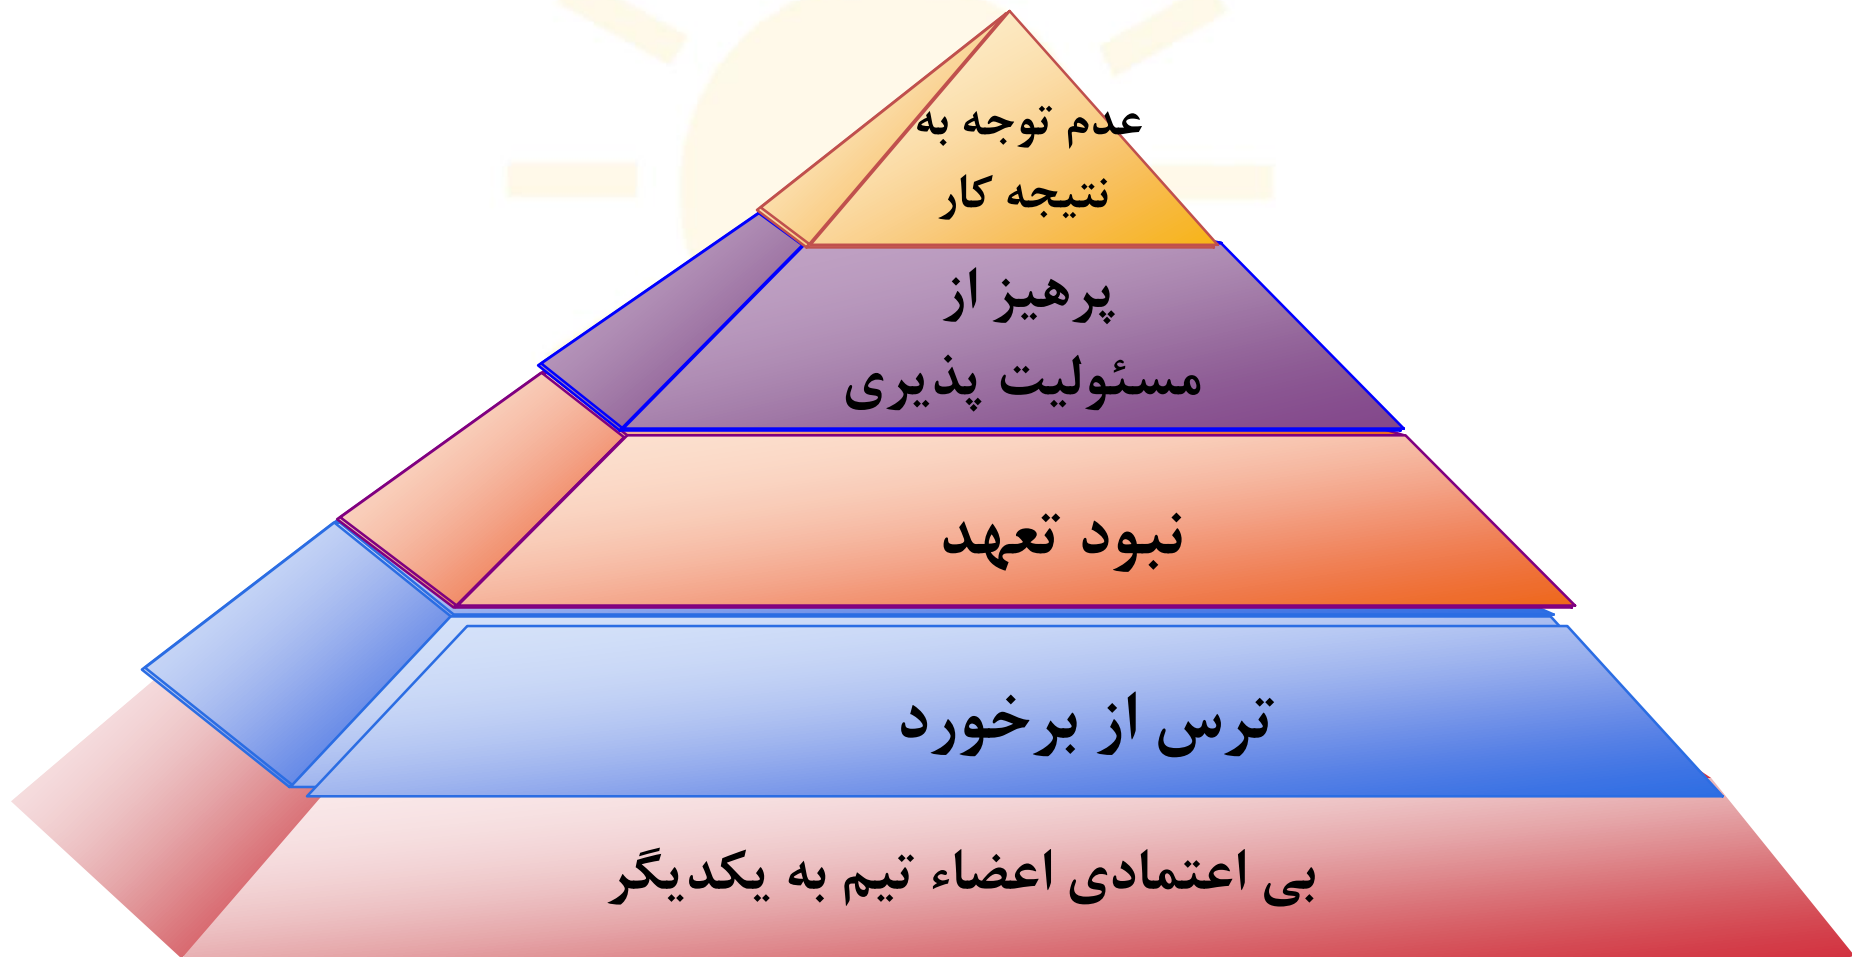 عدم توجه به
نتیجه کار
پرهیز از
مسئولیت پذیری
نبود تعهد
ترس از برخورد
بی اعتمادی اعضاء تیم به یکدیگر